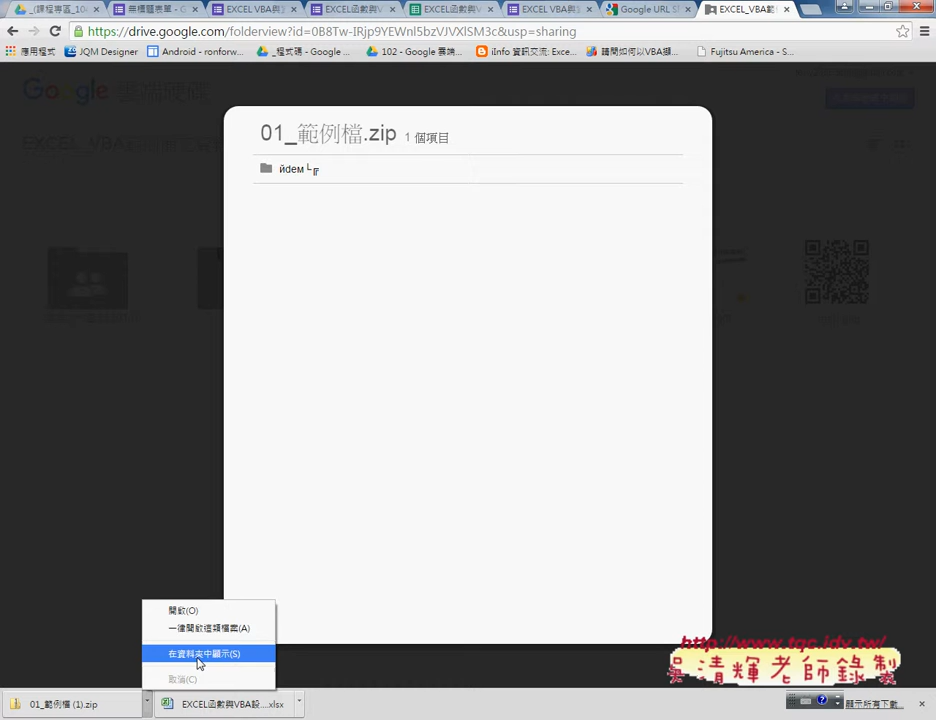 _(課程專區_10
無標題表單 - G
EXCEL VBA與
EXCEL函數與V
EXCEL函數與V
EXCEL VBA與
Google URL S
EXCEL_VBA範
https://drive.google.com/folderview?id=0B8Tw-IRjp9YEWnl5bzVJVXlSM3c&usp=sharing
應用程式
JQM Designer
Android - ronforw...
_程式碼 - Google ...
102 - Google 雲端...
iInfo 資訊交流: Exce...
請問如何以VBA擷...
Fujitsu America - S...
Google 雲端硬碟
01_範例檔.zip 1 個項目
йdeм└╔
開啟(O)
一律開啟這類檔案(A)
在資料夾中顯示(S)
取消(C)
http://www.tqc.idv.tw/
吳清輝老師錄製
01_範例檔 (1).zip
EXCEL函數與VBA設....xlsx
顯示所有下載...